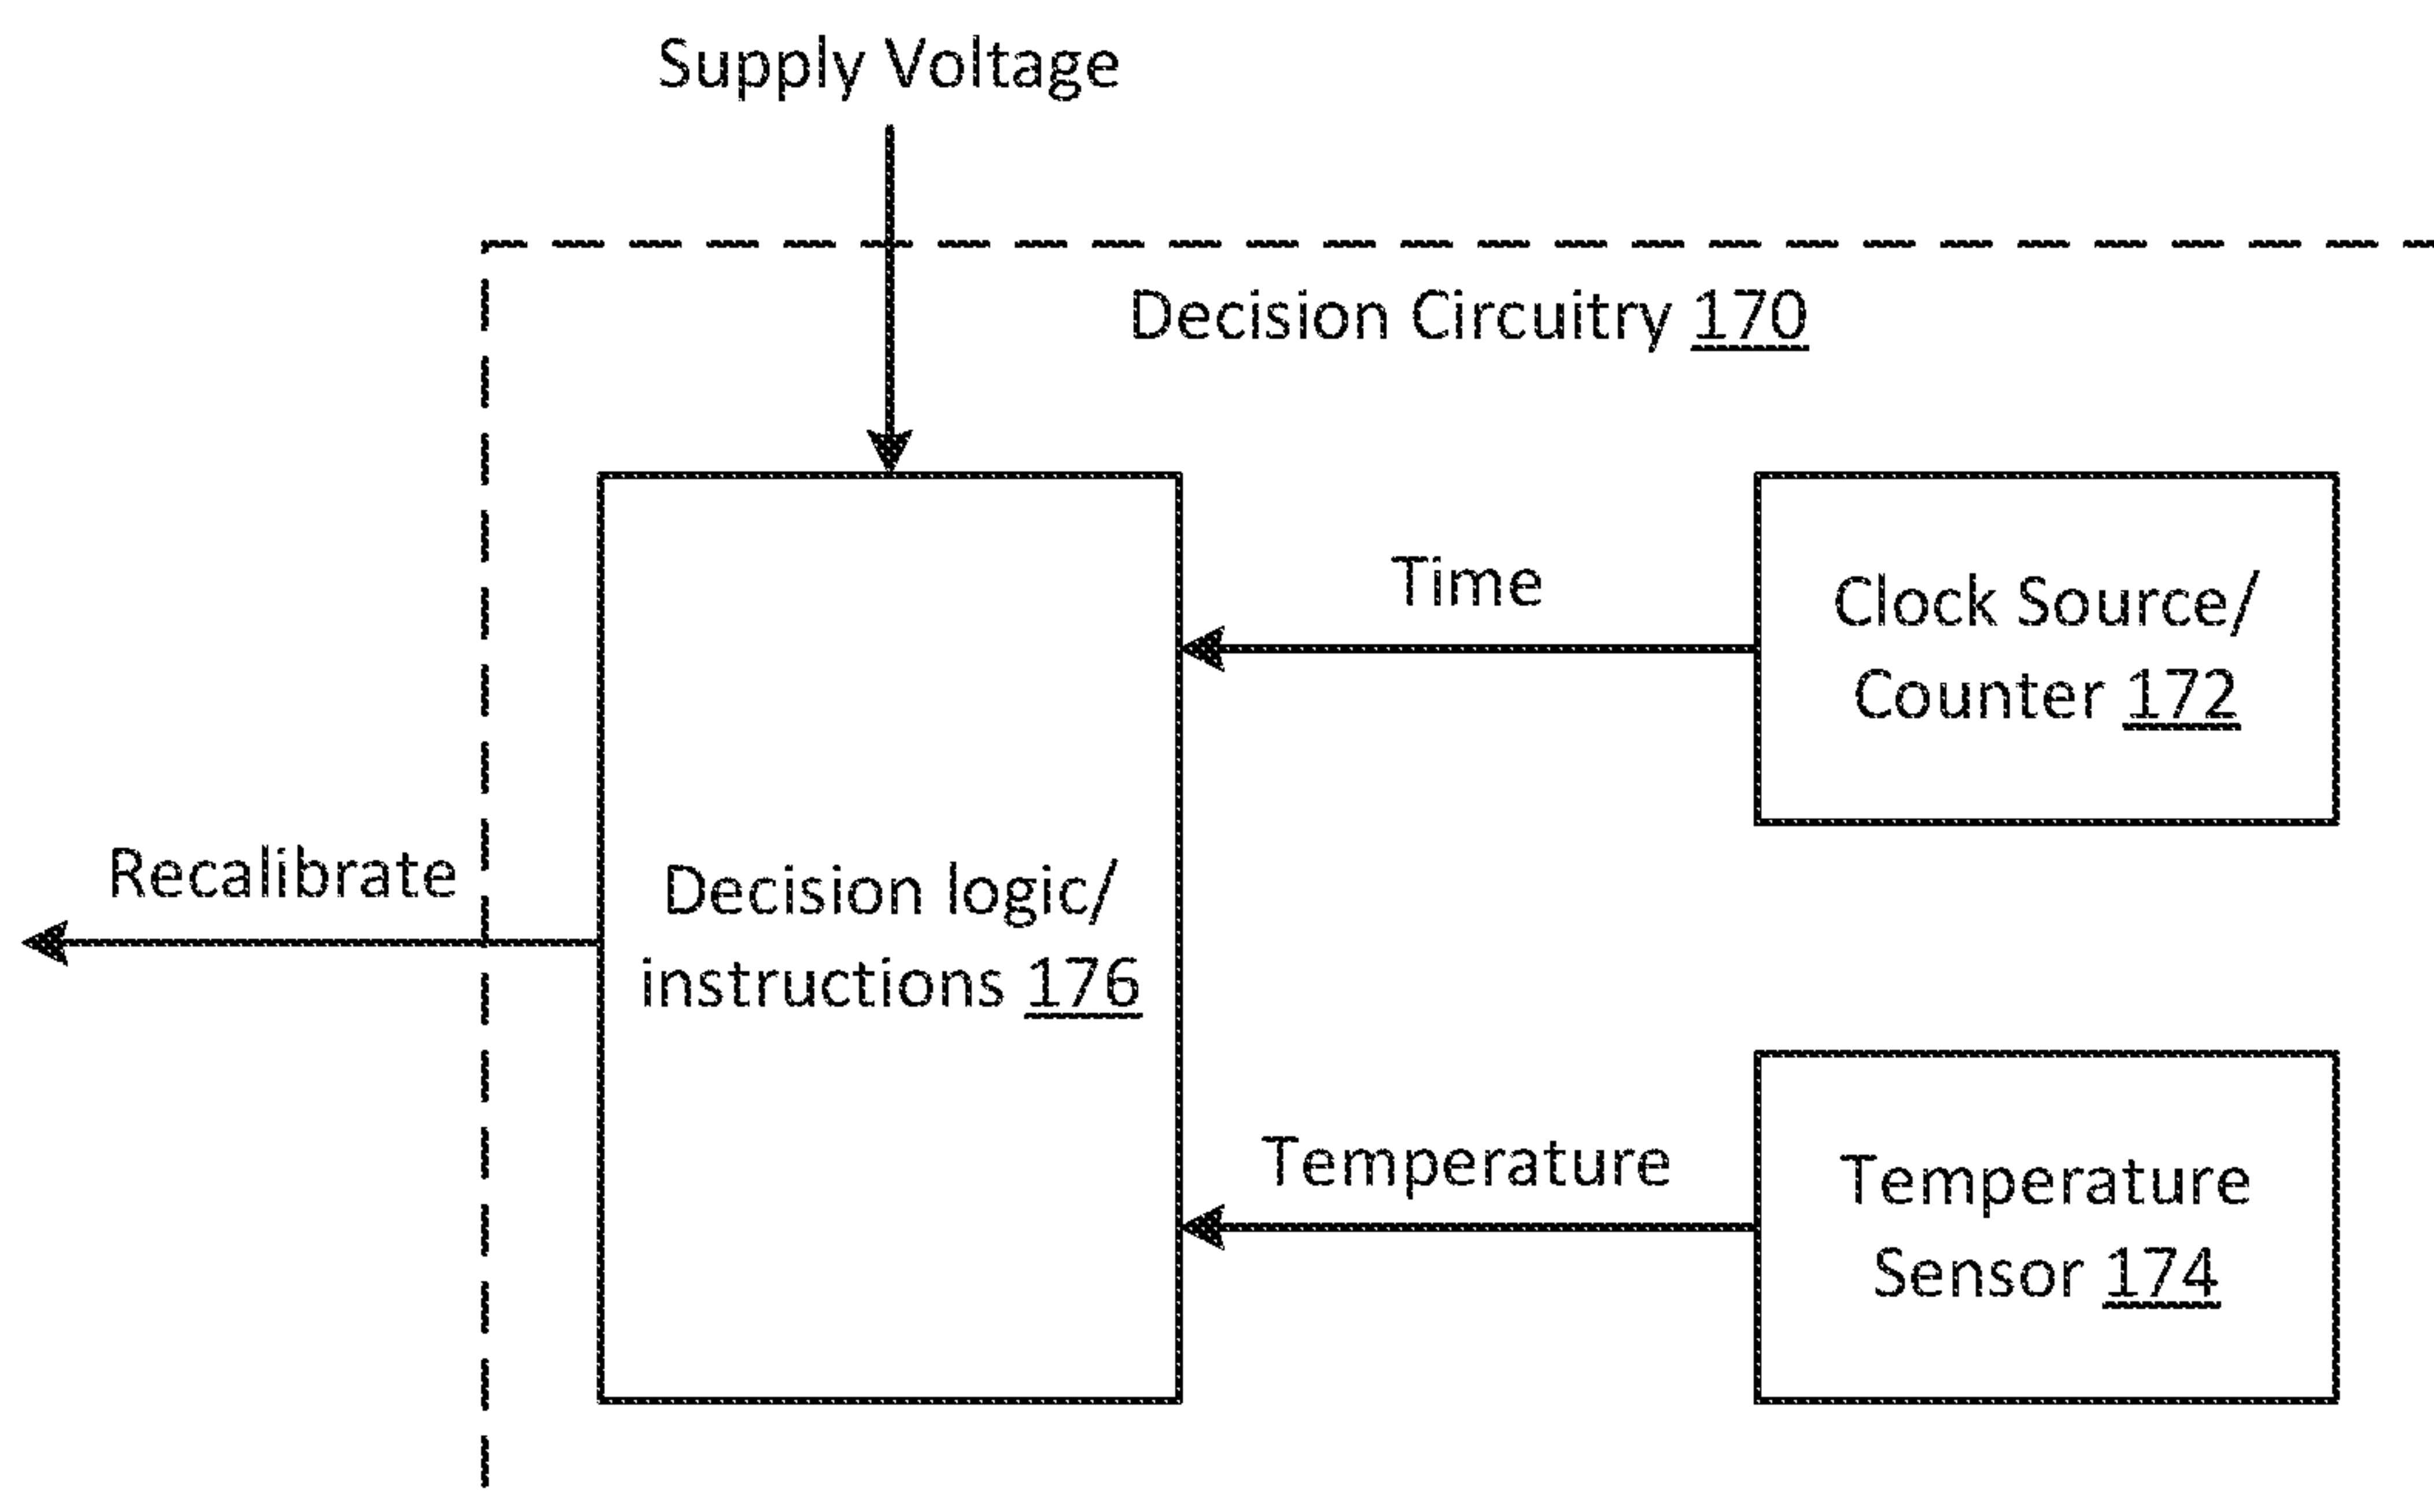 Supply Voltage
Decision Circuitry 170
Time
Clock Source/
Counter 172
Recalibrate
Decision logic/
instructions 176
Temperature
Temperature
Sensor 174